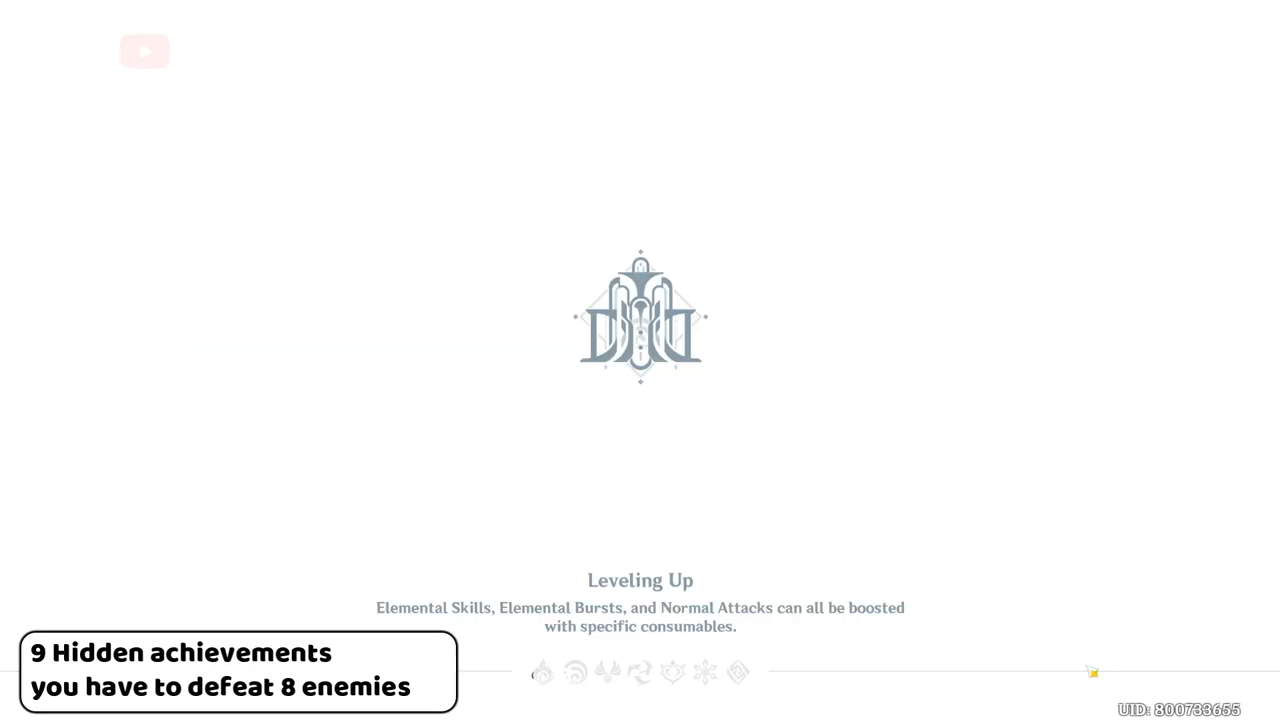 Leveling Up
Elemental Skills, Elemental Bursts, and Normal Attacks can all be boosted
with specific consumables.
9 Hidden achievements
you have to defeat 8 enemies
UID: 800733655